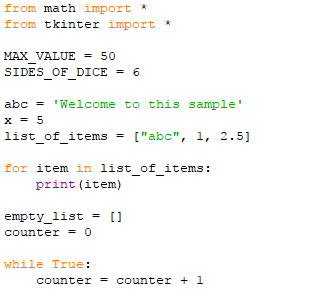 from math import *
from tkinter import *
MAX_VALUE = 50
SIDES_OF_DICE = 6
abc = 'Welcome to this sample'
x = 5
list_of_items = ["abc", 1, 2.5]
for item in list_of_items:
    print(item)
empty_list = []
counter = 0
while True:
    counter = counter + 1